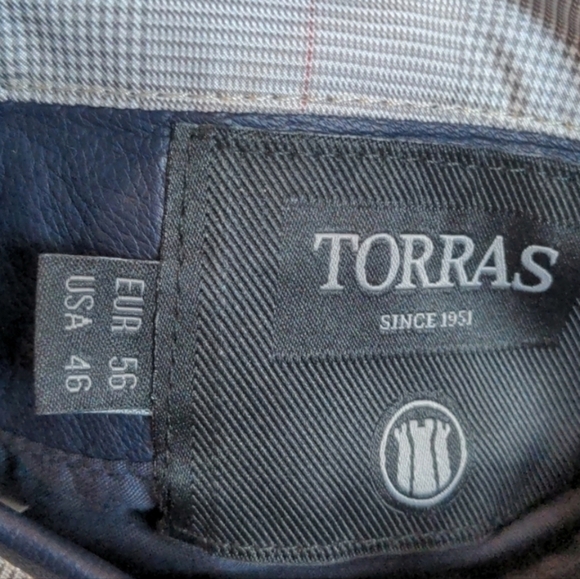 TORRAS
SINCE 1951
EUR 56
USA 46